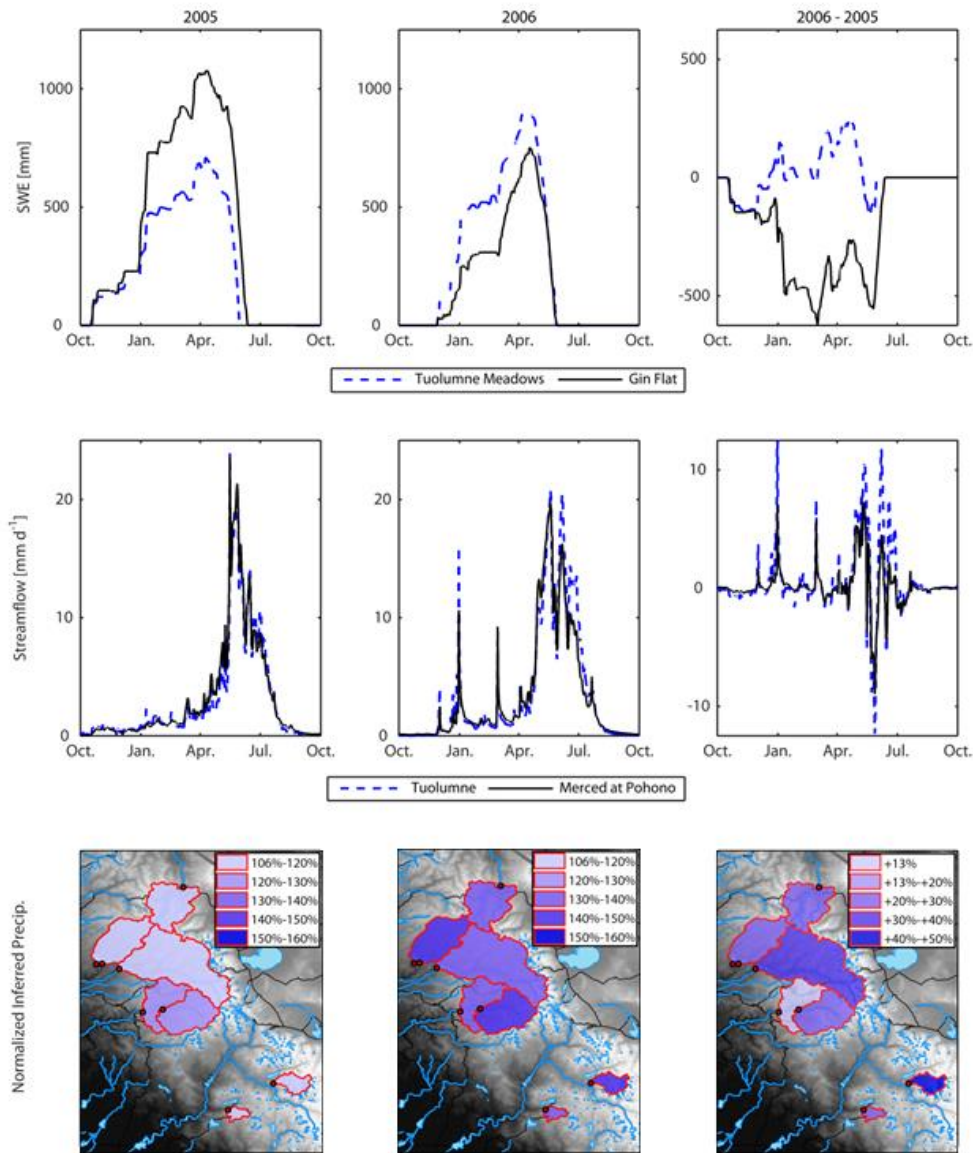 2005 2006 2006 - 2005
SWE [mm]
1000
500
0
Oct. Jan. Apr. Jul. Oct.
1000
500
0
Oct. Jan. Apr. Jul. Oct.
500
0
-500
Oct. Jan. Apr. Jul. Oct.
Tuolumne Meadows Gin Flat
Streamflow [mm d-1]
20
10
0
Oct. Jan. Apr. Jul. Oct.
20
10
0
Oct. Jan. Apr. Jul. Oct.
10
0
-10
Oct. Jan. Apr. Jul. Oct.
Tuolumne Merced at Pohono
Normalized Inferred Precip.
106%-120%
120%-130%
130%-140%
140%-150%
150%-160%
106%-120%
120%-130%
130%-140%
140%-150%
150%-160%
+13%
+13%-+20%
+20%-+30%
+30%-+40%
+40%-+50%